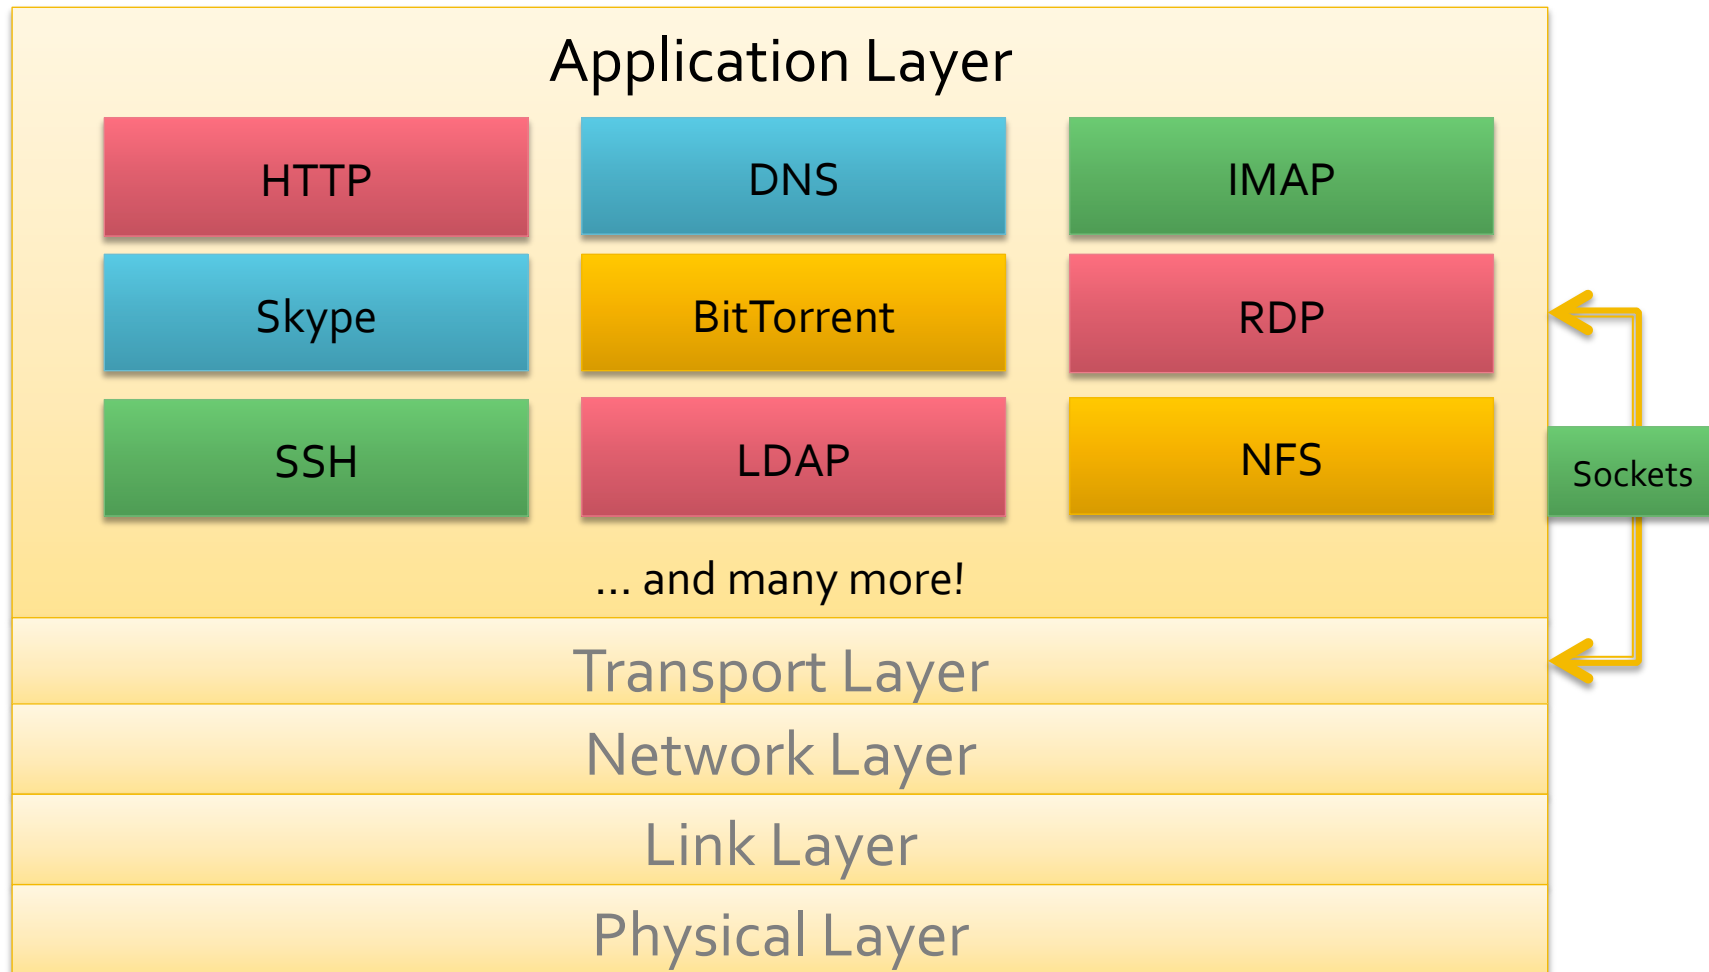 Application Layer
HTTP
DNS
IMAP
Skype
BitTorrent
RDP
SSH
LDAP
NFS
Sockets
... and many more!
Transport Layer
Network Layer
Link Layer
Physical Layer